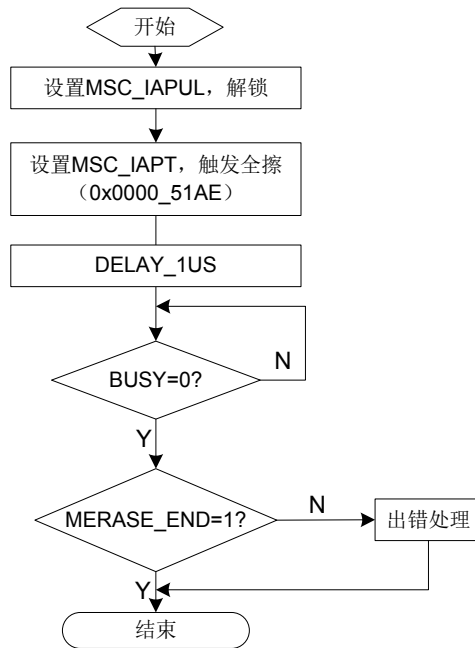 开始
设置MSC_IAPUL，解锁
设置MSC_IAPT，触发全擦
（0x0000_51AE）
DELAY_1US
N
BUSY=0?
Y
N
MERASE_END=1?
出错处理
Y
结束